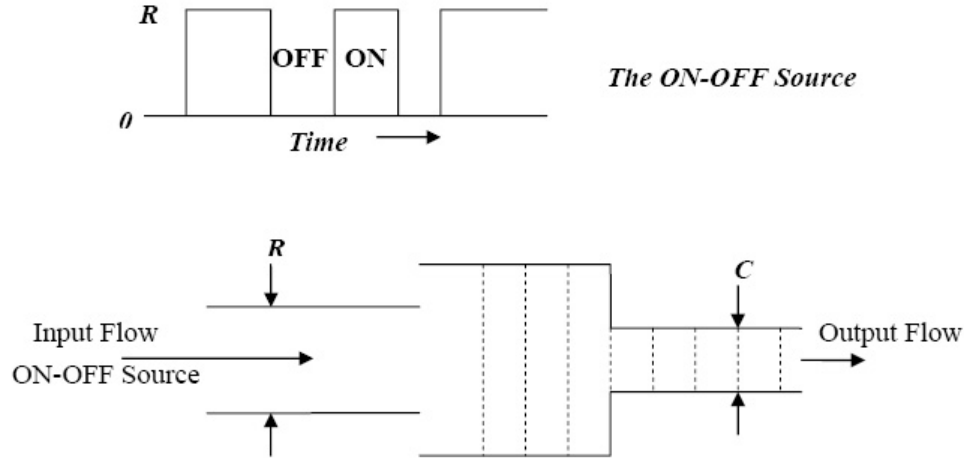 R
OFF ON
The ON-OFF Source
0
Time
R
C
Input Flow
Output Flow
ON-OFF Source